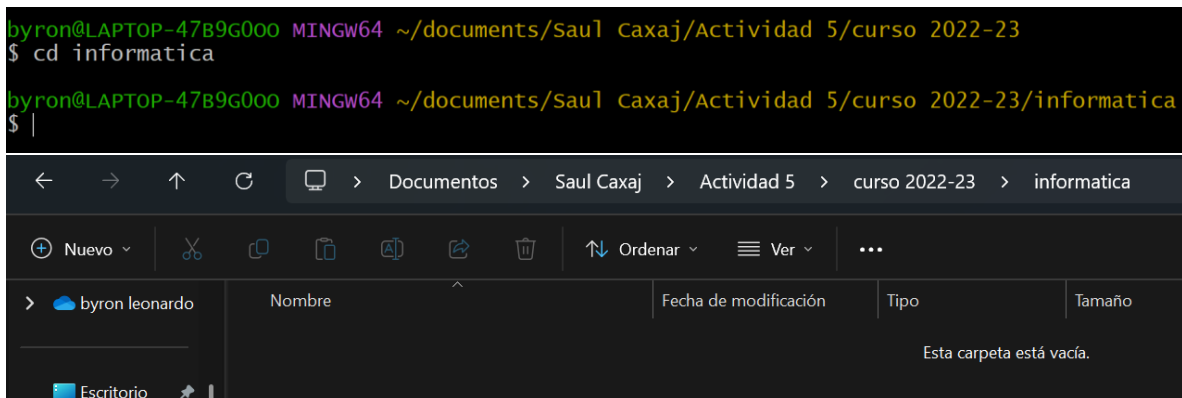 byron@LAPTOP-47B9GOOO MINGW64 ~/documents/Saul Caxaj/Actividad 5/curso 2022-23
$ cd informatica
byron@LAPTOP-47B9GOOO MINGW64 ~/documents/Saul Caxaj/Actividad 5/curso 2022-23/informatica
$
Documentos > Saul Caxaj > Actividad 5 > curso 2022-23 > informatica
Nuevo Ordenar Ver ...
byron leonardo Nombre Fecha de modificación Tipo Tamaño
Esta carpeta está vacía.
Escritorio